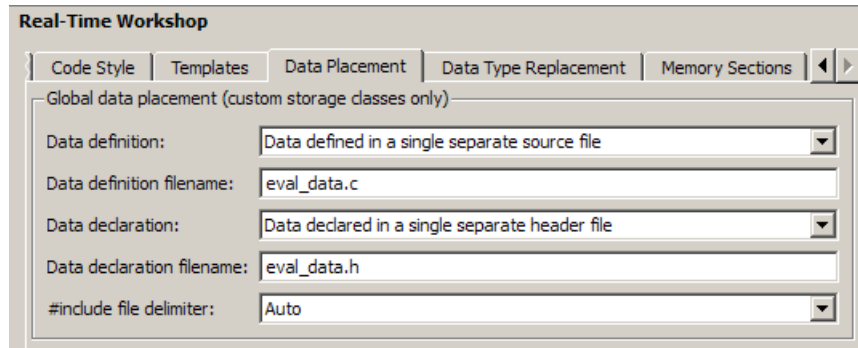 Real-Time Workshop
Code Style Templates Data Placement Data Type Replacement Memory Sections
Global data placement (custom storage classes only)
Data definition: Data defined in a single separate source file
Data definition filename: eval_data.c
Data declaration: Data declared in a single separate header file
Data declaration filename: eval_data.h
#include file delimiter: Auto